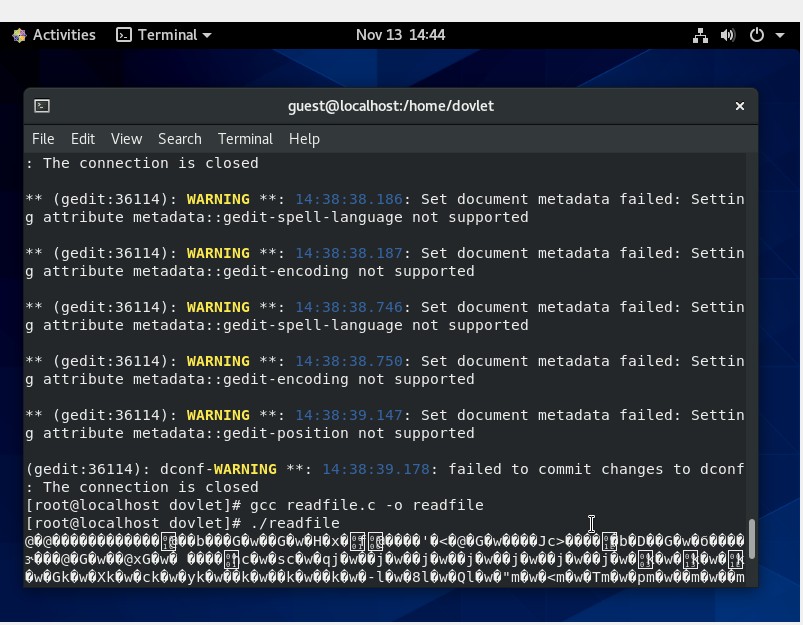 Activities
Terminal
Nov 13 14:44
guest@localhost:/home/dovlet
File Edit View Search Terminal Help
: The connection is closed
** (gedit:36114): WARNING **: 14:38:38.186: Set document metadata failed: Settin
g attribute metadata::gedit-spell-language not supported
** (gedit:36114): WARNING **: 14:38:38.187: Set document metadata failed: Settin
g attribute metadata::gedit-encoding not supported
** (gedit:36114): WARNING **: 14:38:38.746: Set document metadata failed: Settin
g attribute metadata::gedit-spell-language not supported
** (gedit:36114): WARNING **: 14:38:38.750: Set document metadata failed: Settin
g attribute metadata::gedit-encoding not supported
** (gedit:36114): WARNING **: 14:38:39.147: Set document metadata failed: Settin
g attribute metadata::gedit-position not supported
(gedit:36114): dconf-WARNING **: 14:38:39.178: failed to commit changes to dconf
: The connection is closed
[root@localhost dovlet]# gcc readfile.c -o readfile
[root@localhost dovlet]# ./readfile